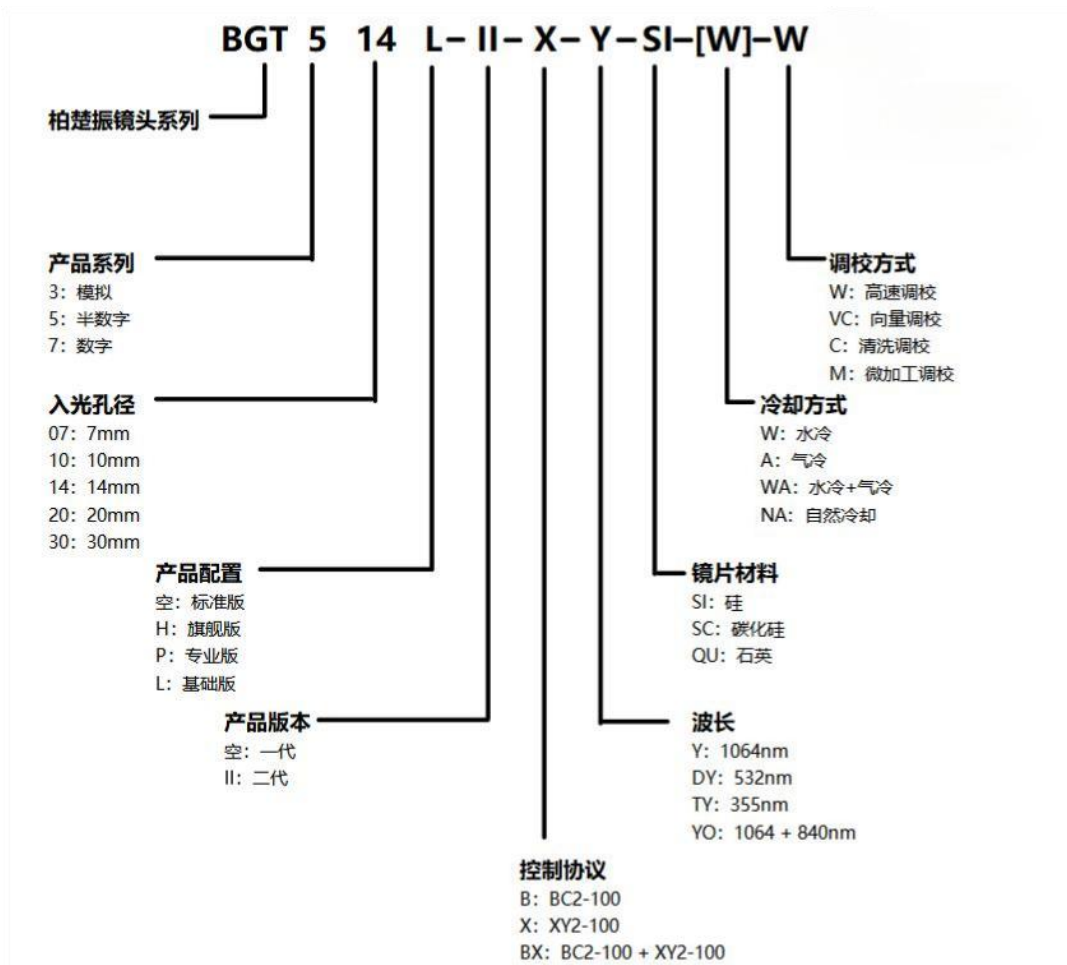 BGT 5 14 L-II-X-Y-SI-[W]-W
柏楚振镜头系列
产品系列
3：模拟
5：半数字
7：数字
入光孔径
07：7mm
10：10mm
14：14mm
20：20mm
30：30mm
产品配置
空：标准版
H：旗舰版
P：专业版
L：基础版
产品版本
空：一代
II：二代
控制协议
B：BC2-100
X：XY2-100
BX：BC2-100 + XY2-100
波长
Y：1064nm
DY：532nm
TY：355nm
YO：1064 + 840nm
镜片材料
SI：硅
SC：碳化硅
QU：石英
冷却方式
W：水冷
A：气冷
WA：水冷+气冷
NA：自然冷却
调校方式
W：高速调校
VC：向量调校
C：清洗调校
M：微加工调校